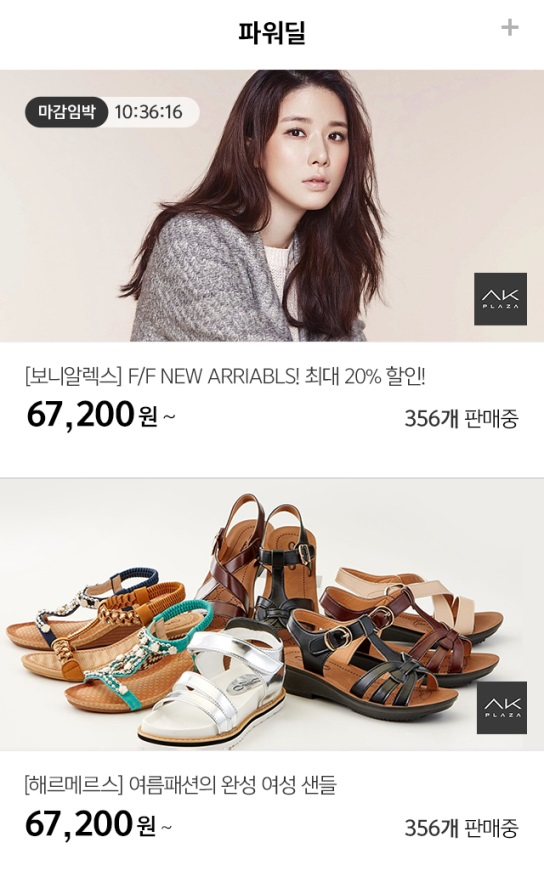 파워딜
마감임박 10:36:16
AK
PLAZA
[보니알렉스] F/F NEW ARRIABLS! 최대 20% 할인!
67,200원 ~
356개 판매중
AK
PLAZA
[해르메르스] 여름패션의 완성 여성 샌들
67,200원 ~
356개 판매중